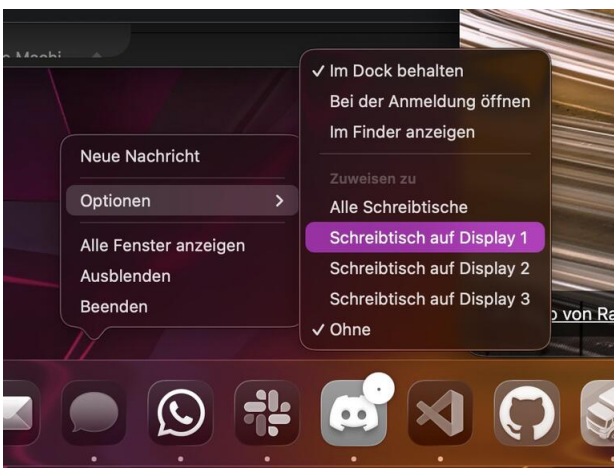 Machi
Im Dock behalten
Bei der Anmeldung öffnen
Im Finder anzeigen
Zuweisen zu
Alle Schreibtische
Schreibtisch auf Display 1
Schreibtisch auf Display 2
Schreibtisch auf Display 3
Ohne
Neue Nachricht
Optionen
Alle Fenster anzeigen
Ausblenden
Beenden
von Ra